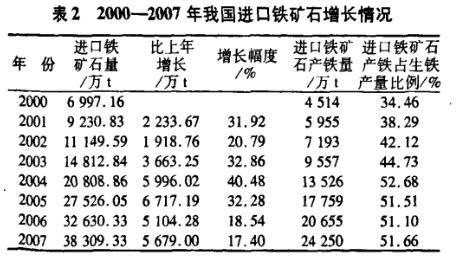 表2 2000—2007年我国进口铁矿石增长情况
年 份 进口铁矿石量/万t 比上年增长/万t 增长幅度/% 进口铁矿石产铁量/万t 进口铁矿石产铁占生铁产量比例/%
2000 6 997.16 4 514 34.46
2001 9 230.83 2 233.67 31.92 5 955 38.29
2002 11 149.59 1 918.76 20.79 7 193 42.12
2003 14 812.84 3 663.25 32.86 9 557 44.73
2004 20 808.86 5 996.02 40.48 13 526 52.68
2005 27 526.05 6 717.19 32.28 17 759 51.51
2006 32 630.33 5 104.28 18.54 20 655 51.10
2007 38 309.33 5 679.00 17.40 24 250 51.66